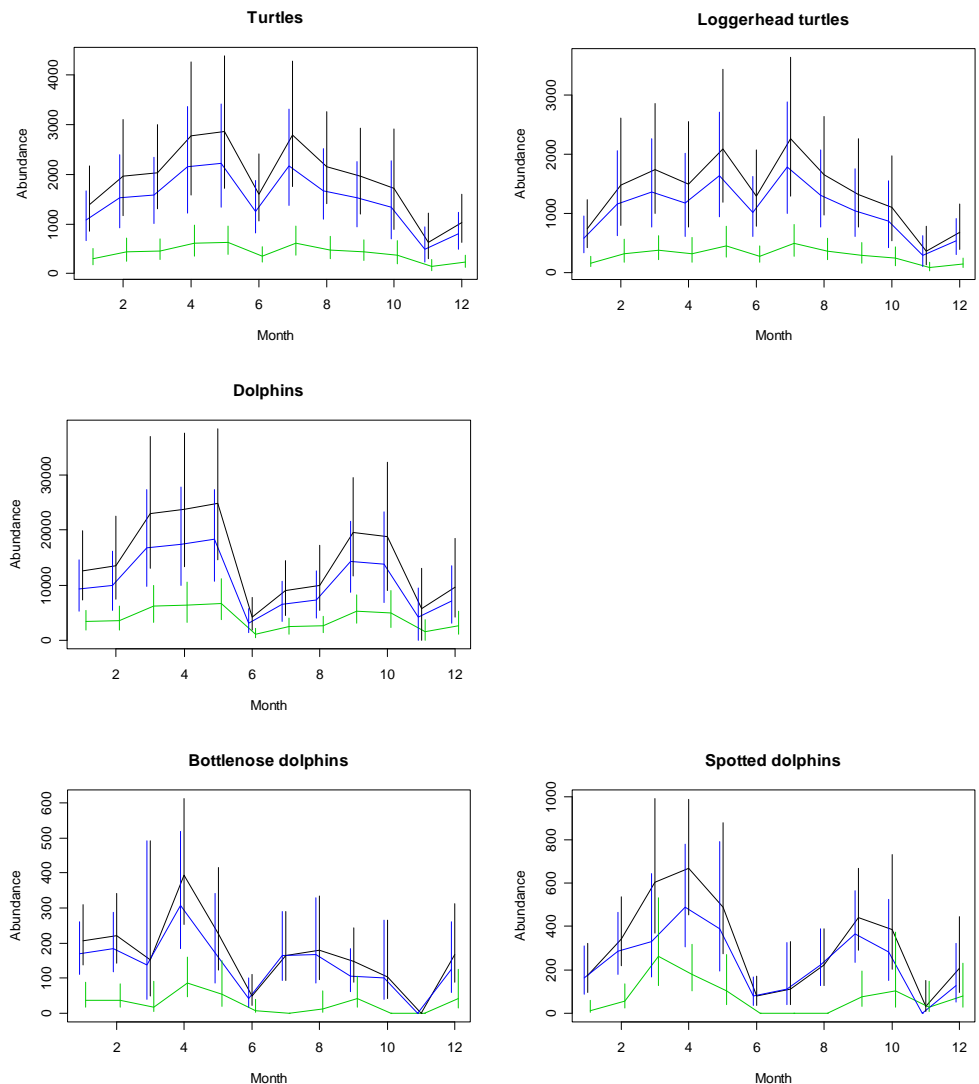 Turtles
Abundance
0 1000 2000 3000 4000
2 4 6 8 10 12
Month
Loggerhead turtles
Abundance
0 1000 2000 3000
2 4 6 8 10 12
Month
Dolphins
Abundance
0 10000 20000 30000
2 4 6 8 10 12
Month
Bottlenose dolphins
Abundance
0 100 200 300 400 500 600
2 4 6 8 10 12
Month
Spotted dolphins
Abundance
0 200 400 600 800 1000
2 4 6 8 10 12
Month